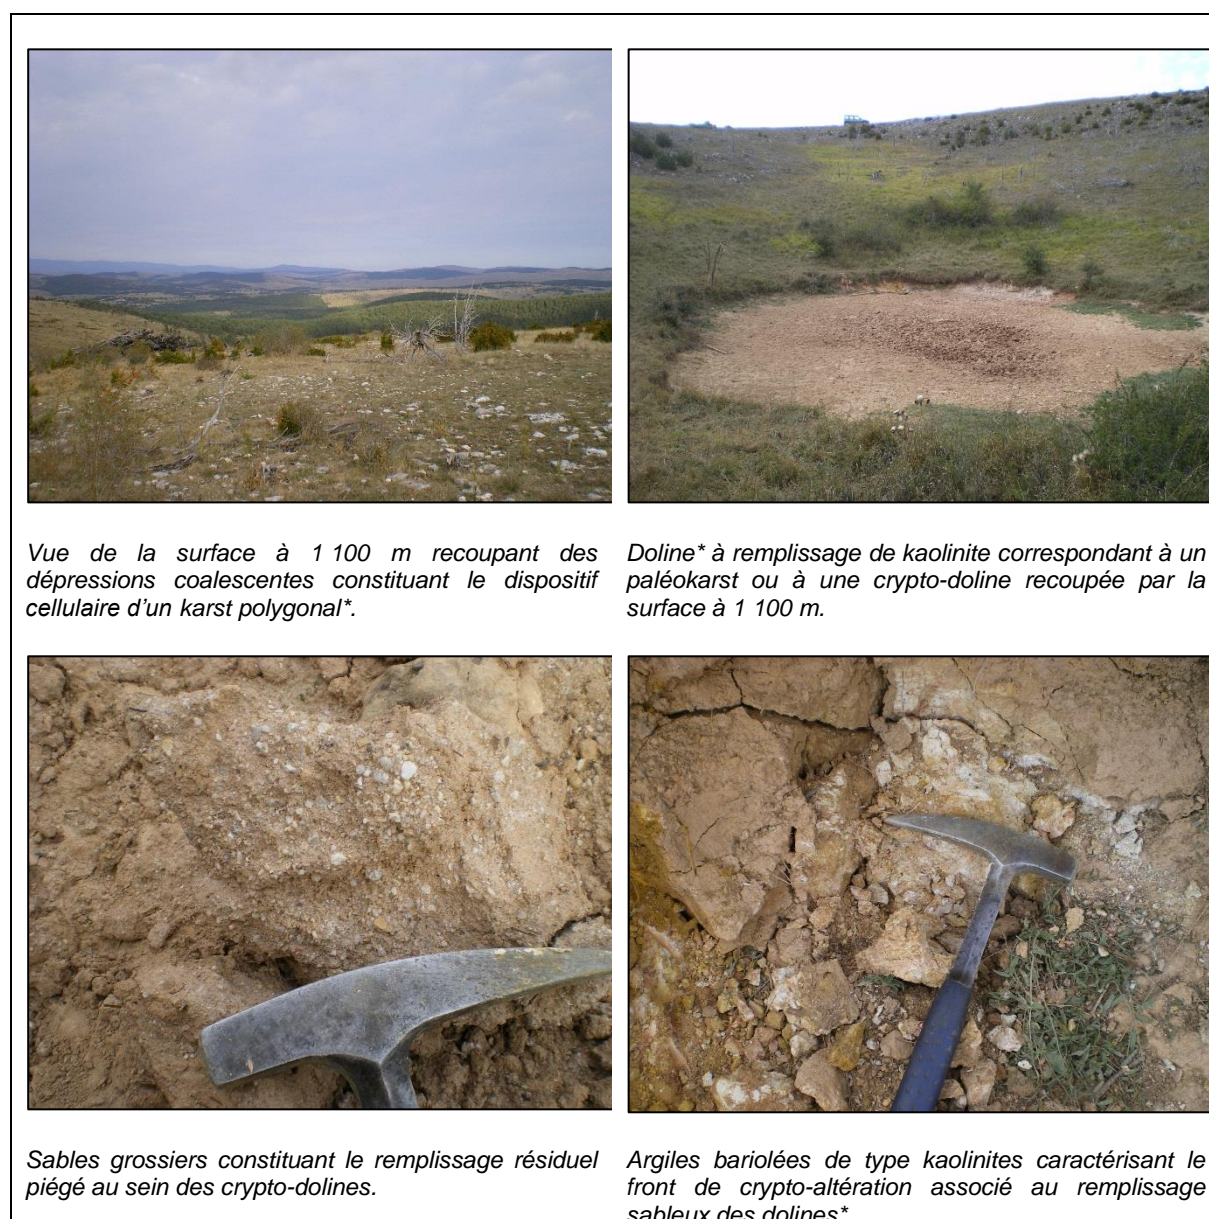 Vue de la surface à 1 100 m recoupant des
dépressions coalescentes constituant le dispositif
cellulaire d'un karst polygonal*.
Doline* à remplissage de kaolinite correspondant à un
paléokarst ou à une crypto-doline recoupée par la
surface à 1 100 m.
Sables grossiers constituant le remplissage résiduel
piégé au sein des crypto-dolines.
Argiles bariolées de type kaolinites caractérisant le
front de crypto-altération associé au remplissage
sableux des dolines*